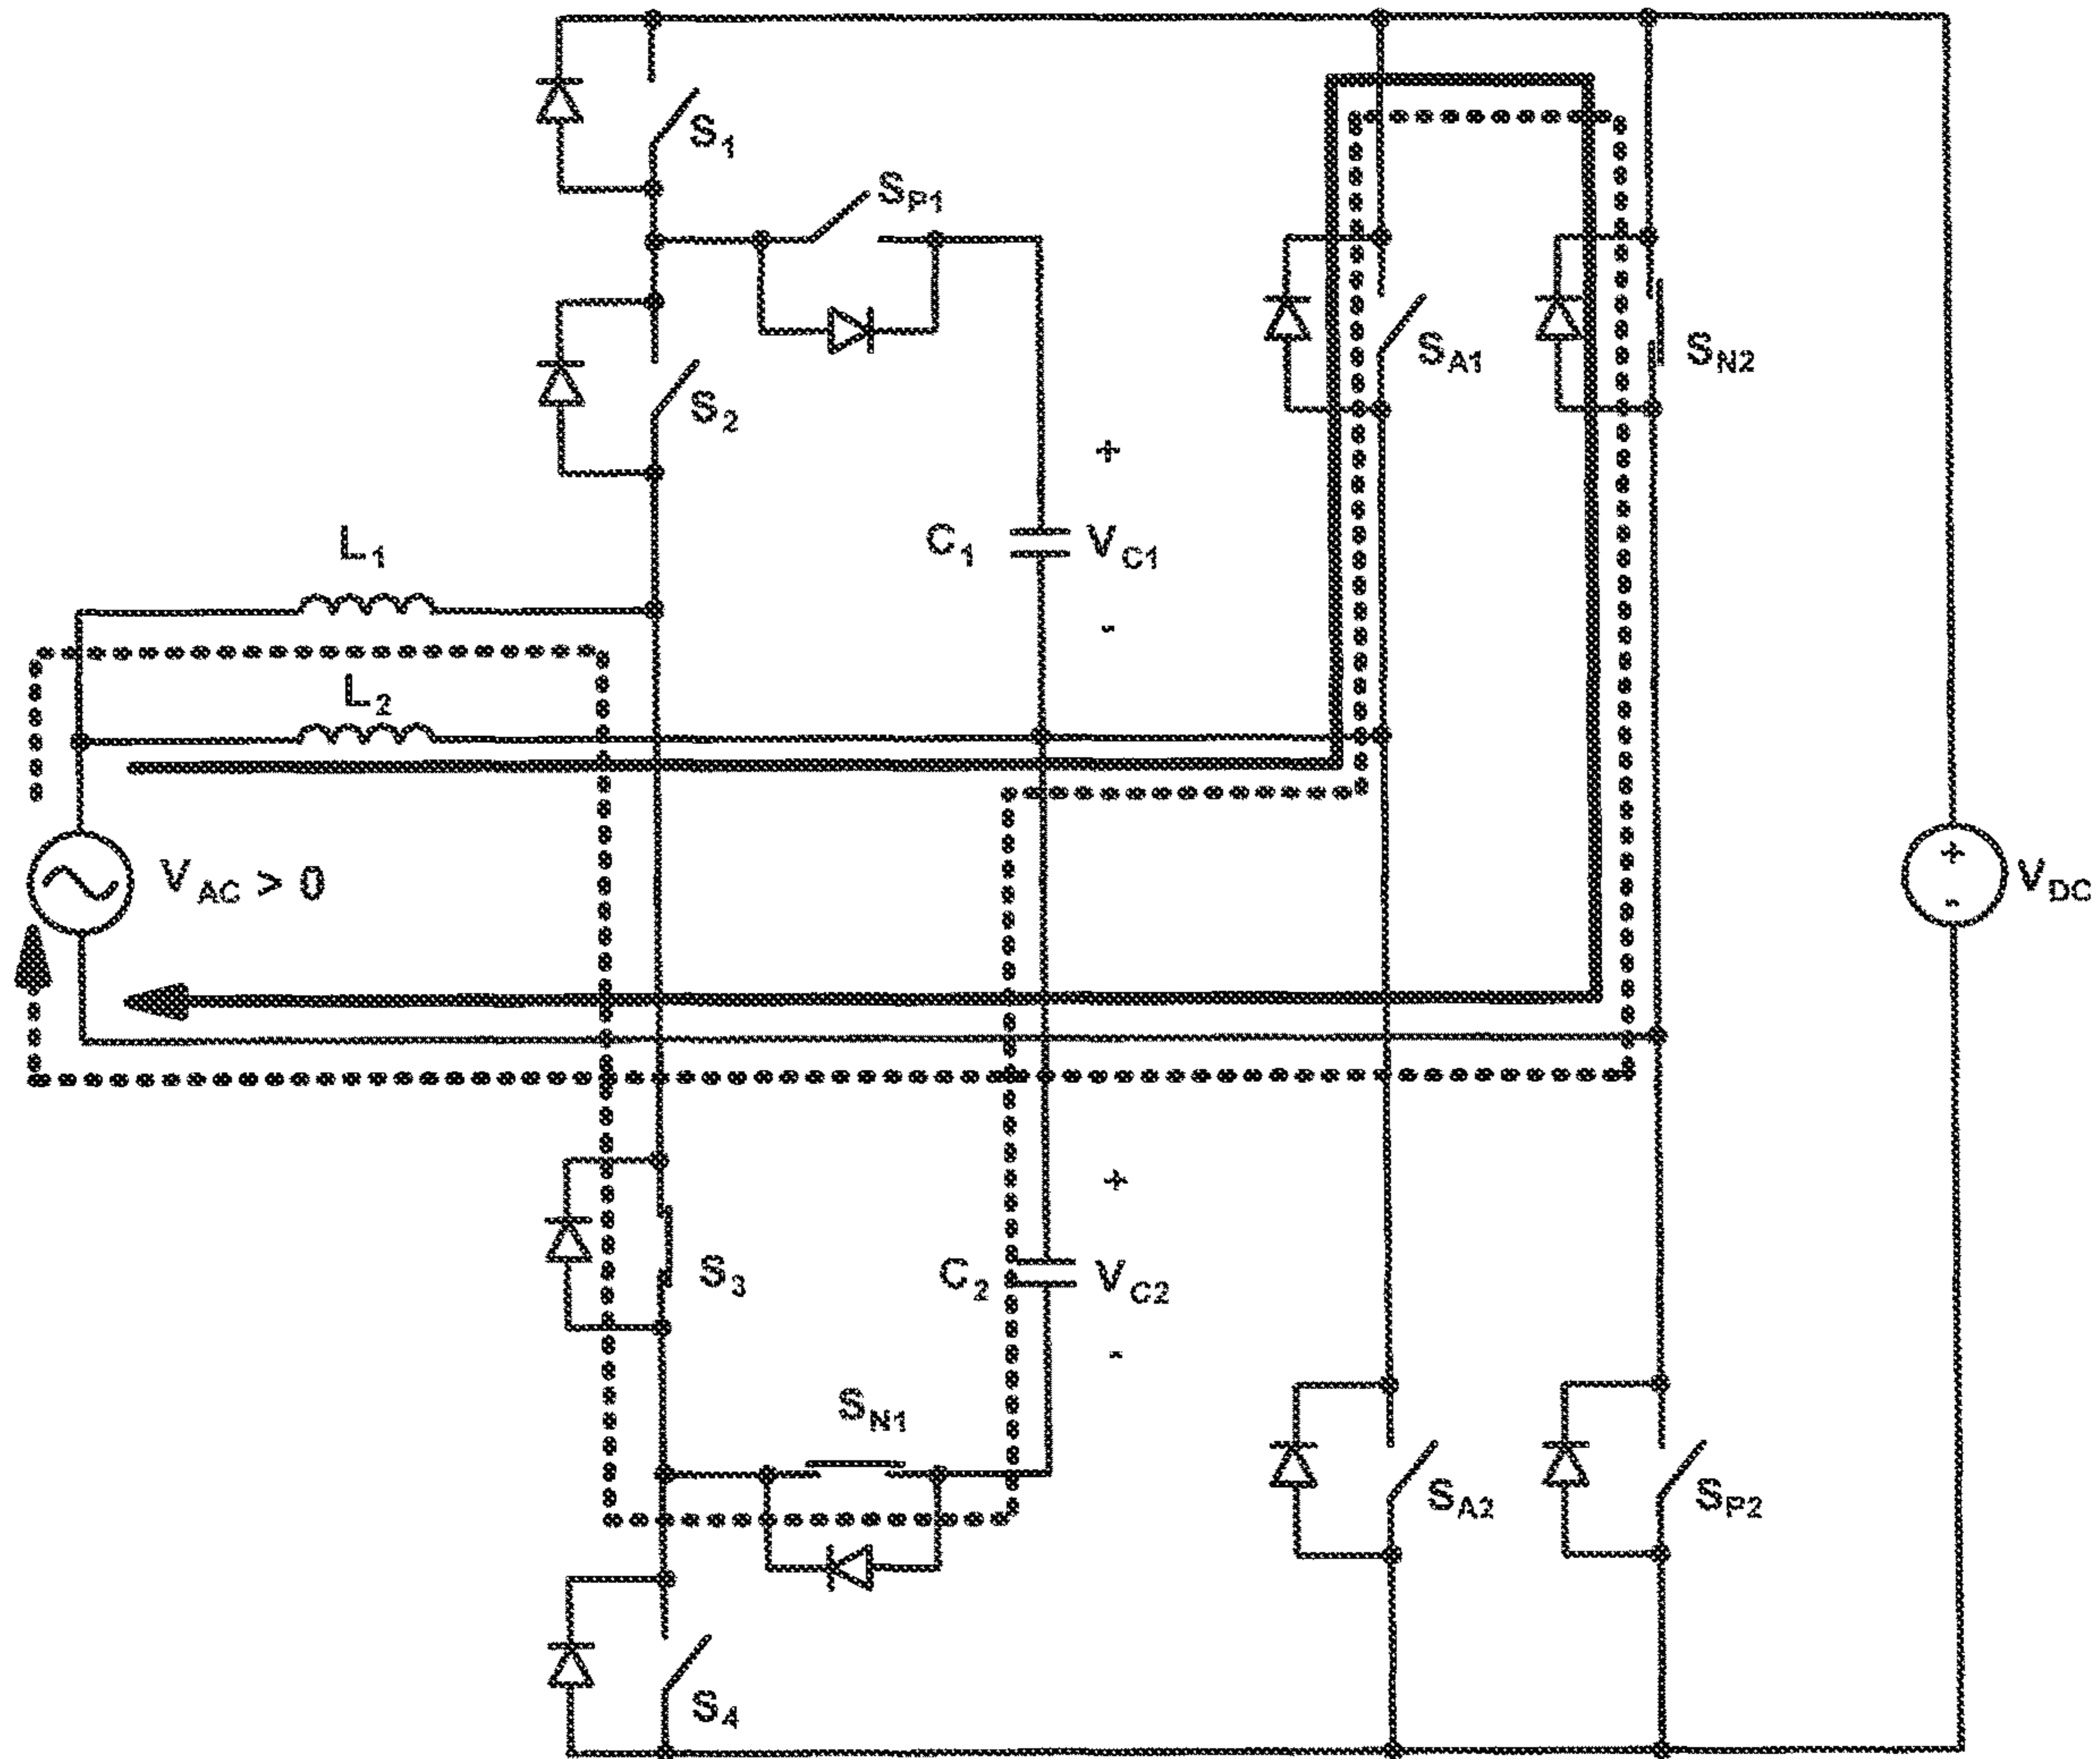 S1
SP1
SA1
SN2
S2
+
C1 VC1
-
L1
L2
VAC > 0
+
-
VDC
+
S3
C2 VC2
-
SN1
SA2
SP2
S4